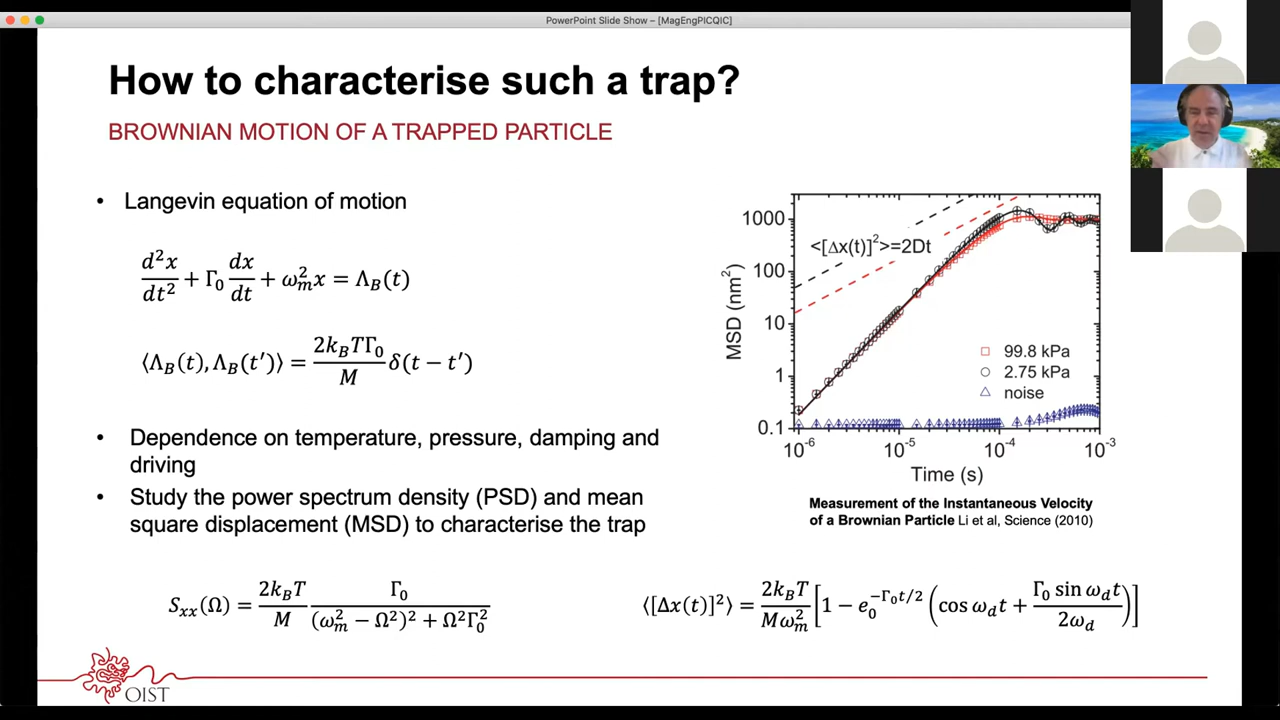 PowerPoint Slide Show – [MagEngPICQIC]
How to characterise such a trap?
BROWNIAN MOTION OF A TRAPPED PARTICLE
• Langevin equation of motion
d²x/dt² + Γ₀ dx/dt + ω²ₘx = Λ_B(t)
⟨Λ_B(t), Λ_B(t′)⟩ = 2k_BTΓ₀/M δ(t − t′)
• Dependence on temperature, pressure, damping and
driving
• Study the power spectrum density (PSD) and mean
square displacement (MSD) to characterise the trap
S_xx(Ω) = 2k_BT/M Γ₀/((ω²ₘ − Ω²)² + Ω²Γ₀²)
MSD (nm²)
1000
100
10
1
0.1
<[Δx(t)]²>=2Dt
99.8 kPa
2.75 kPa
noise
10⁻⁶ 10⁻⁵ 10⁻⁴ 10⁻³
Time (s)
Measurement of the Instantaneous Velocity
of a Brownian Particle Li et al, Science (2010)
⟨[Δx(t)]²⟩ = 2k_BT/Mω²ₘ [1 − e₀^(−Γ₀t/2) (cos ω_d t + Γ₀ sin ω_d t/2ω_d)]
OIST